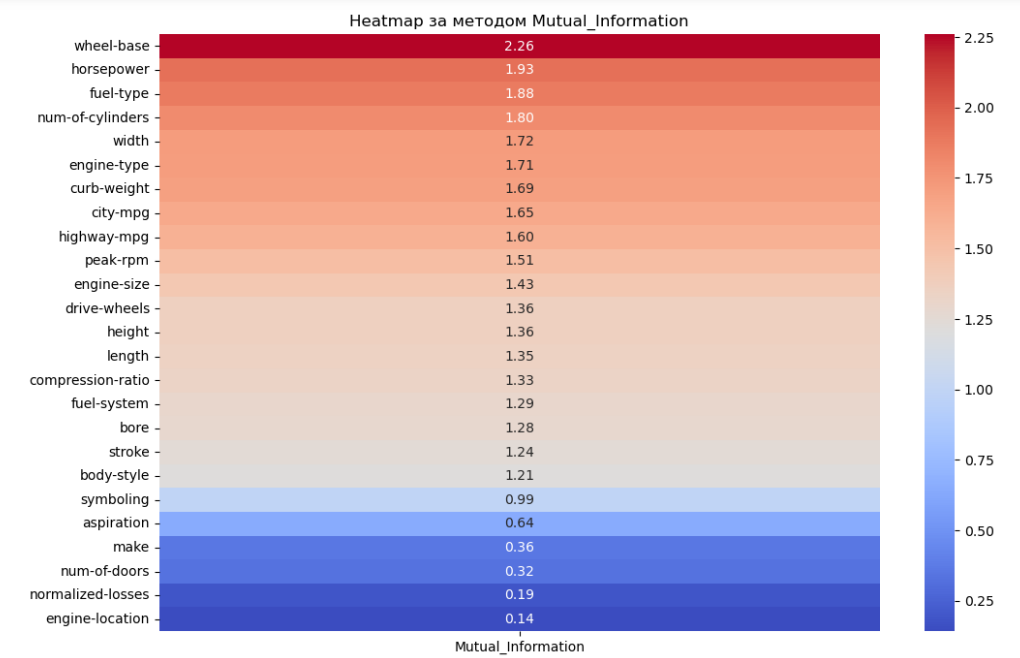 Heatmap за методом Mutual_Information
wheel-base 2.26
horsepower 1.93
fuel-type 1.88
num-of-cylinders 1.80
width 1.72
engine-type 1.71
curb-weight 1.69
city-mpg 1.65
highway-mpg 1.60
peak-rpm 1.51
engine-size 1.43
drive-wheels 1.36
height 1.36
length 1.35
compression-ratio 1.33
fuel-system 1.29
bore 1.28
stroke 1.24
body-style 1.21
symboling 0.99
aspiration 0.64
make 0.36
num-of-doors 0.32
normalized-losses 0.19
engine-location 0.14
Mutual_Information
2.25
2.00
1.75
1.50
1.25
1.00
0.75
0.50
0.25